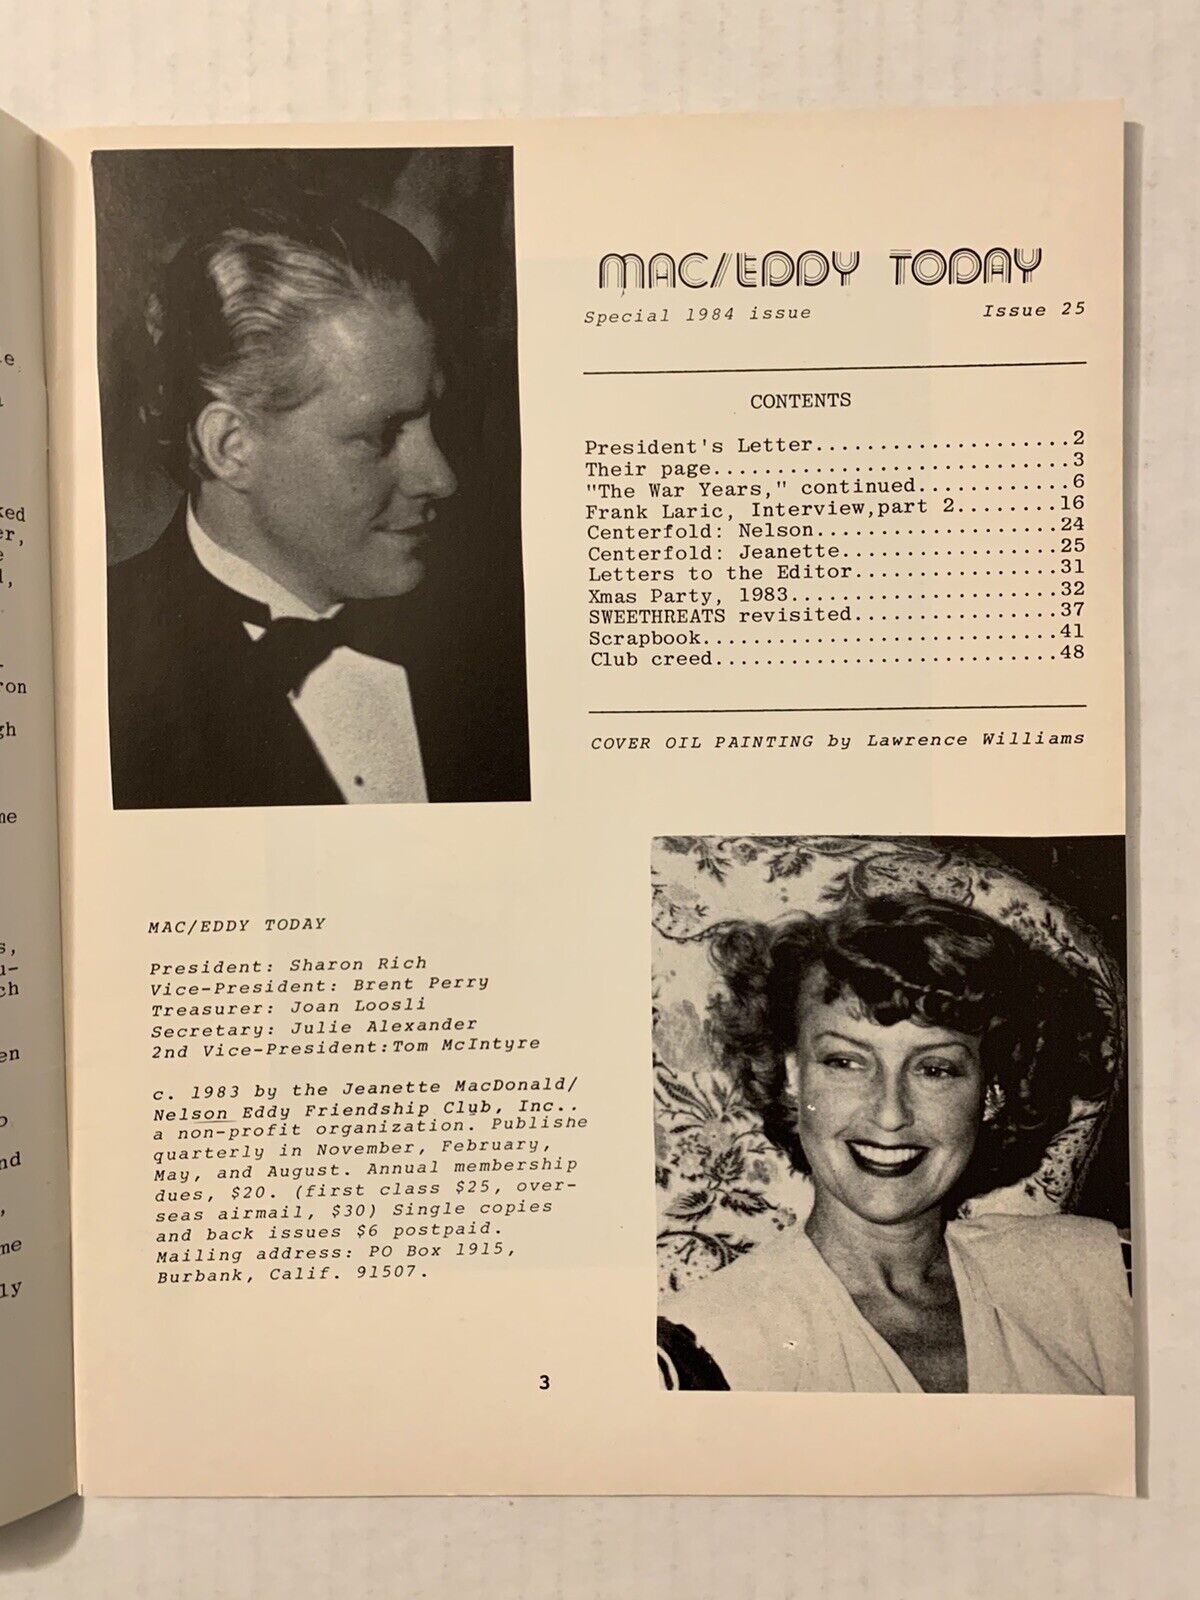 MAC/EDDY TODAY
Special 1984 issue Issue 25
CONTENTS
President's Letter.....................2
Their page.............................3
"The War Years," continued.............6
Frank Laric, Interview,part 2........16
Centerfold: Nelson....................24
Centerfold: Jeanette..................25
Letters to the Editor.................31
Xmas Party, 1983......................32
SWEETHREATS revisited.................37
Scrapbook.............................41
Club creed............................48
COVER OIL PAINTING by Lawrence Williams
MAC/EDDY TODAY
President: Sharon Rich
Vice-President: Brent Perry
Treasurer: Joan Loosli
Secretary: Julie Alexander
2nd Vice-President:Tom McIntyre
c. 1983 by the Jeanette MacDonald/
Nelson Eddy Friendship Club, Inc..
a non-profit organization. Publishe
quarterly in November, February,
May, and August. Annual membership
dues, $20. (first class $25, over-
seas airmail, $30) Single copies
and back issues $6 postpaid.
Mailing address: PO Box 1915,
Burbank, Calif. 91507.
3